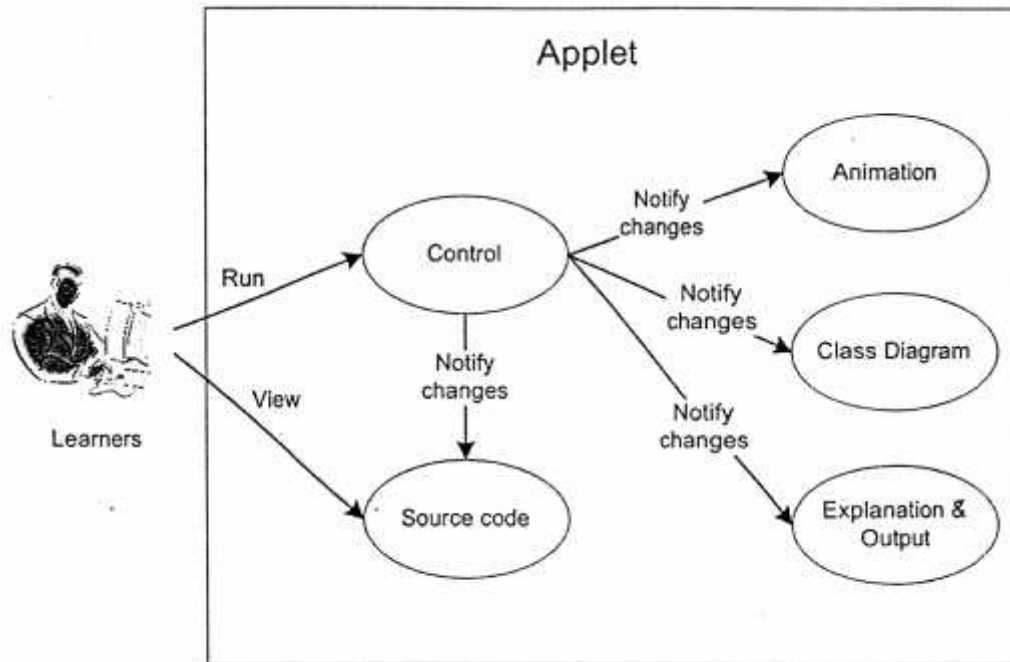 Applet
Animation
Notify
changes
Control
Run
Notify
changes
Class Diagram
Notify
changes
View
Notify
changes
Learners
Source code
Explanation &
Output